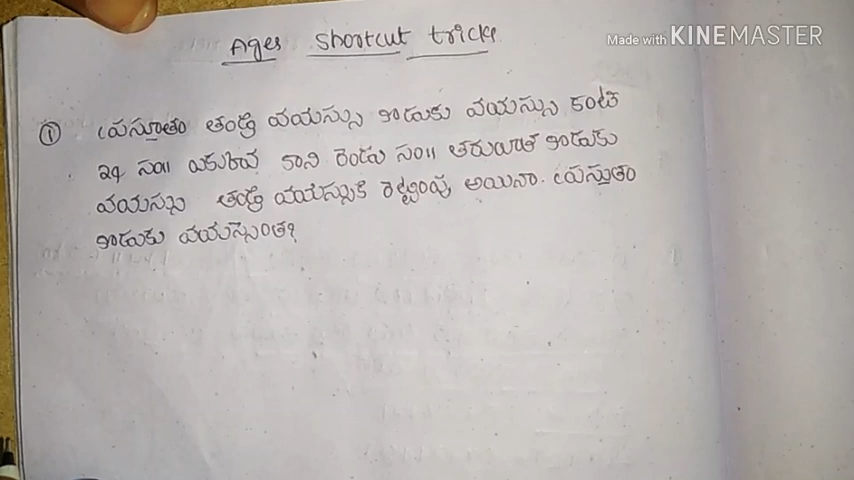 Ages Shortcut tricks
Made with KINEMASTER
① ప్రస్తూతం తండ్రి వయస్సు కొడుకు వయస్సు కంటే
24 సం॥ ఎకుకావ కాని రెండు సం॥ తరువాత కొడుకు
వయస్సు తండ్రి వయస్సుకి రెట్టింపు అయినా. ప్రస్తుతం
కొడుకు వయస్సెంత?